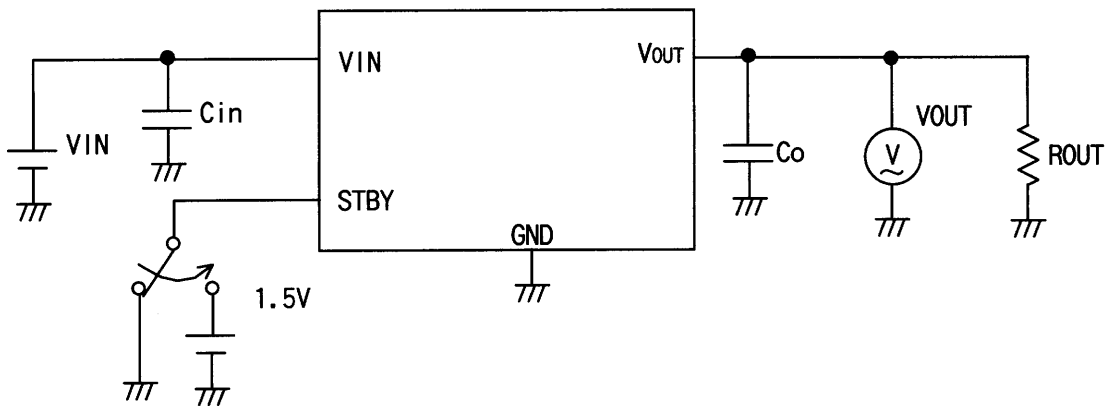 VIN
VOUT
Cin
VIN
VOUT
V
Co
ROUT
STBY
GND
1.5V